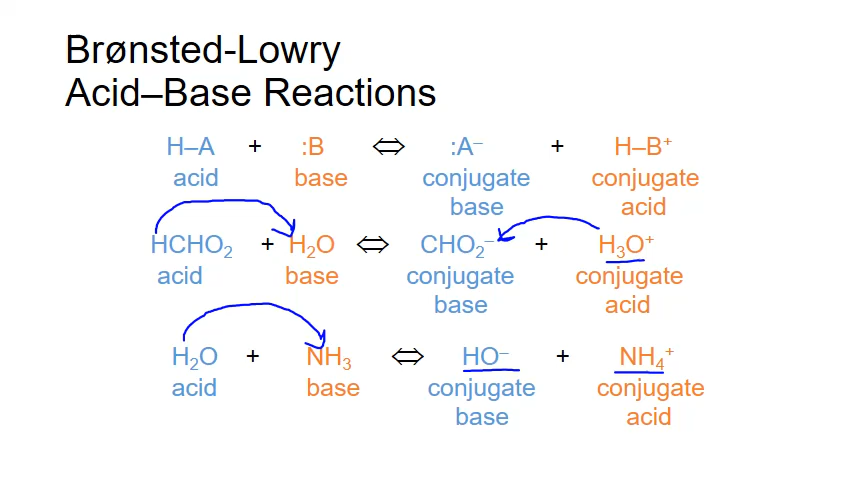 Brønsted-Lowry
Acid–Base Reactions
H–A + :B ⇔ :A⁻ + H–B⁺
acid base conjugate base conjugate acid
HCHO₂ + H₂O ⇔ CHO₂⁻ + H₃O⁺
acid base conjugate base conjugate acid
H₂O + NH₃ ⇔ HO⁻ + NH₄⁺
acid base conjugate base conjugate acid